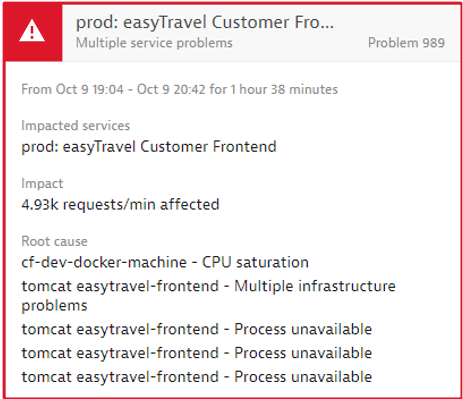 prod: easyTravel Customer Fro...
Multiple service problems Problem 989
From Oct 9 19:04 - Oct 9 20:42 for 1 hour 38 minutes
Impacted services
prod: easyTravel Customer Frontend
Impact
4.93k requests/min affected
Root cause
cf-dev-docker-machine - CPU saturation
tomcat easytravel-frontend - Multiple infrastructure
problems
tomcat easytravel-frontend - Process unavailable
tomcat easytravel-frontend - Process unavailable
tomcat easytravel-frontend - Process unavailable